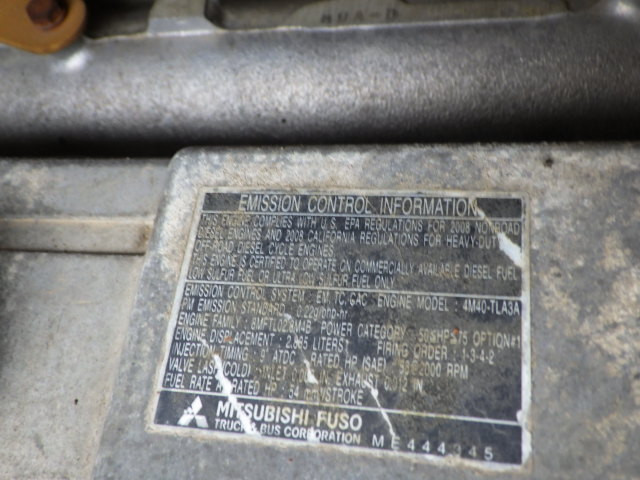 EMISSION CONTROL INFORMATION
THIS ENGINE COMPLIES WITH U.S. EPA REGULATIONS FOR 2008 NONROAD
DIESEL ENGINES AND 2008 CALIFORNIA REGULATIONS FOR HEAVY-DUTY
OFF ROAD DIESEL CYCLE ENGINES.
THIS ENGINE IS CERTIFIED TO OPERATE ON COMMERCIALLY AVAILABLE DIESEL FUEL
LOW SULFUR FUEL OR ULTRA LOW SULFUR FUEL ONLY
EMISSION CONTROL SYSTEM : EM, TC, CAC ENGINE MODEL : 4M40-TLA3A
PM EMISSION STANDARD : 0.22g/bhp-hr
ENGINE FAMILY : POWER CATEGORY : 50≤HP≤75 OPTION#1
ENGINE DISPLACEMENT : LITERS FIRING ORDER : 1-3-4-2
INJECTION TIMING : 9° ATDC RATED HP (SAE) : 2000 RPM
VALVE LASH(COLD) : INLET EXHAUST IN.
FUEL RATE AT RATED HP : 54 STROKE
MITSUBISHI FUSO
TRUCK & BUS CORPORATION ME444345